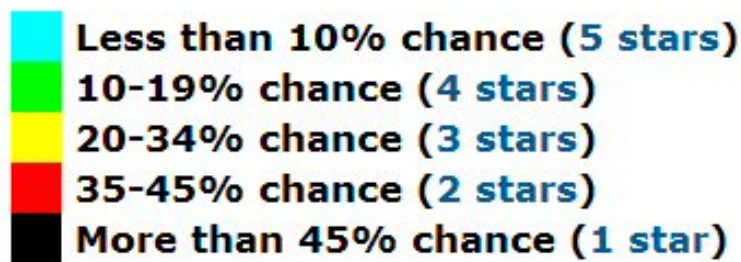 Less than 10% chance (5 stars)
10-19% chance (4 stars)
20-34% chance (3 stars)
35-45% chance (2 stars)
More than 45% chance (1 star)